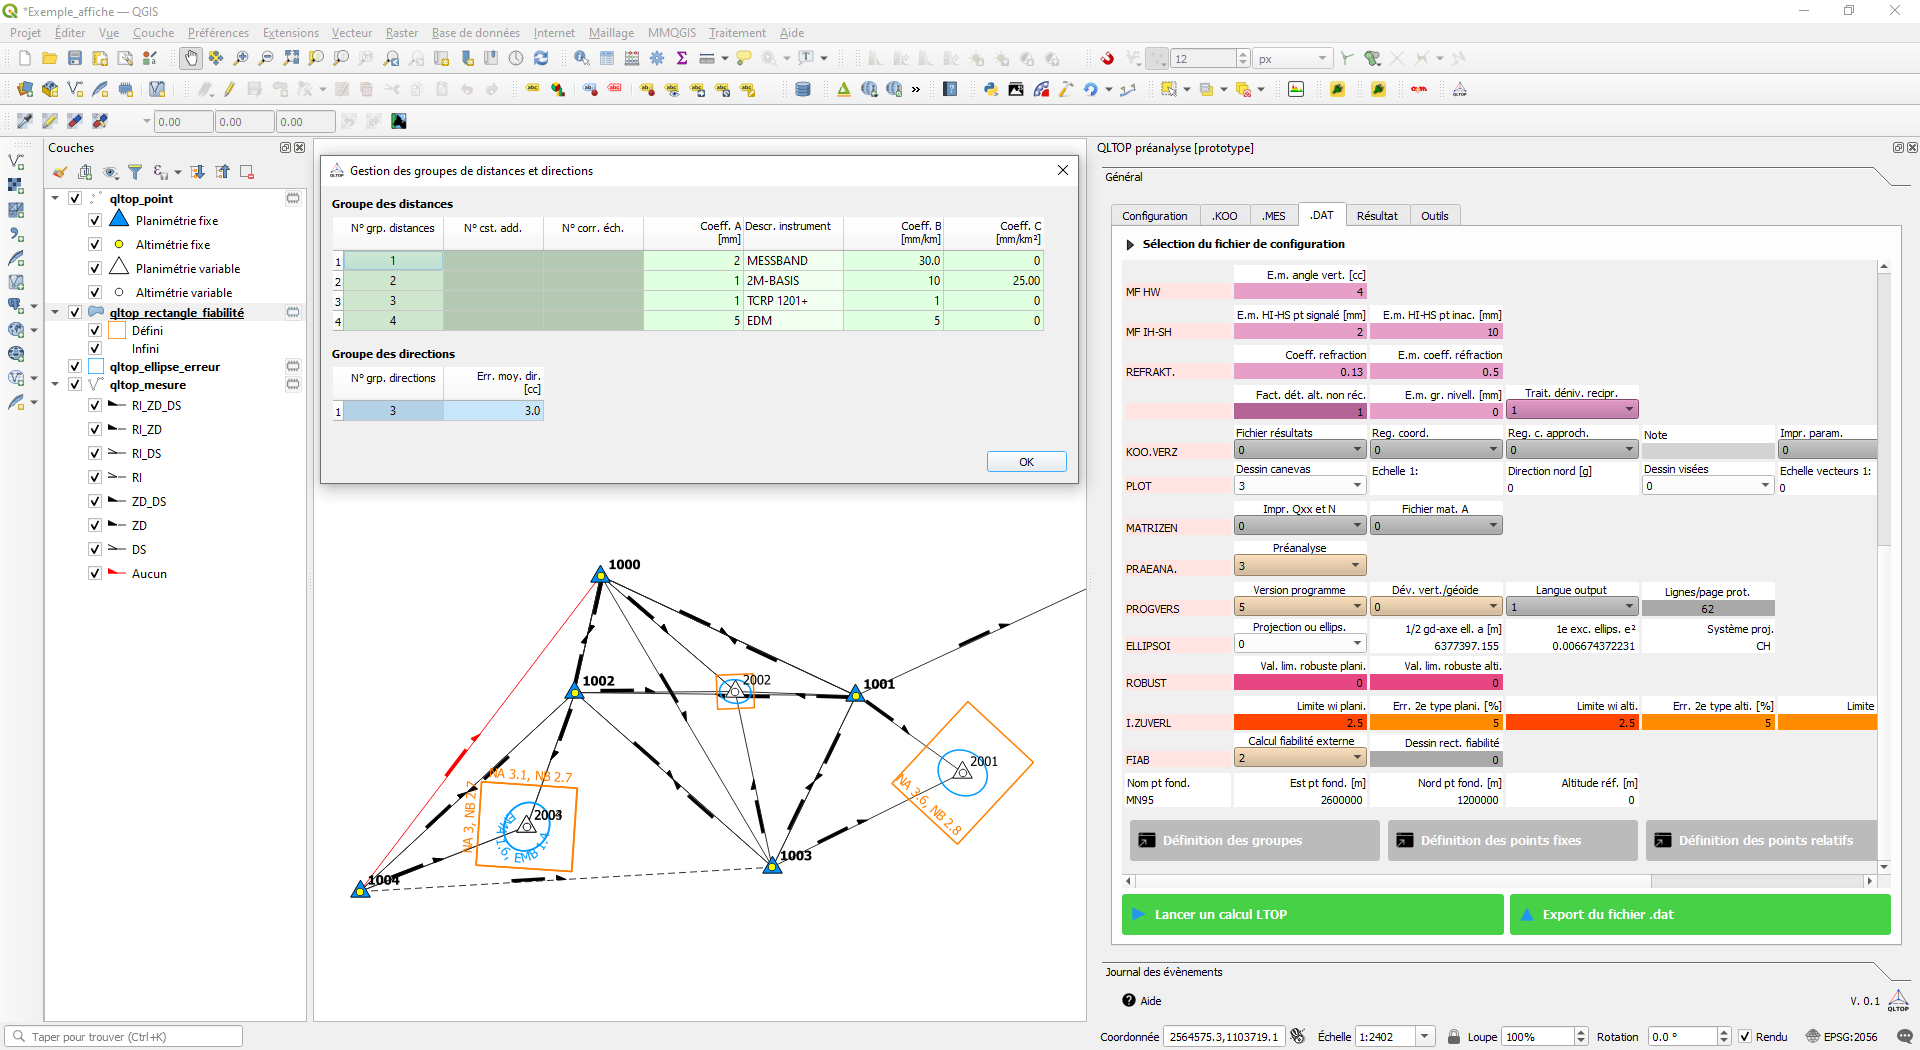 *Exemple_affiche — QGIS
Projet Éditer Vue Couche Préférences Extensions Vecteur Raster Base de données Internet Maillage MMQGIS Traitement Aide
12 px
0.00 0.00 0.00
Couches
qltop_point
Planimétrie fixe
Altimétrie fixe
Planimétrie variable
Altimétrie variable
qltop_rectangle_fiabilité
Défini
Infini
qltop_ellipse_erreur
qltop_mesure
RI_ZD_DS
RI_ZD
RI_DS
RI
ZD_DS
ZD
DS
Aucun
Gestion des groupes de distances et directions
Groupe des distances
N° grp. distances N° cst. add. N° corr. éch. Coeff. A [mm] Descr. instrument Coeff. B [mm/km] Coeff. C [mm/km²]
1 1 2 MESSBAND 30.0 0
2 2 1 2M-BASIS 10 25.00
3 3 1 TCRP 1201+ 1 0
4 4 5 EDM 5 0
Groupe des directions
N° grp. directions Err. moy. dir. [cc]
1 3 3.0
OK
1000
1002
2002
1001
2001
NA 3.6, NB 2.8
NA 3.1, NB 2.7
NA 3, NB 2.7
EMA 1.6, EMB 1.4
1003
1004
QLTOP préanalyse [prototype]
Général
Configuration .KOO .MES .DAT Résultat Outils
Sélection du fichier de configuration
E.m. angle vert. [cc]
MF HW 4
E.m. HI-HS pt signalé [mm] E.m. HI-HS pt inac. [mm]
MF IH-SH 2 10
Coeff. refraction E.m. coeff. réfraction
REFRAKT. 0.13 0.5
Fact. dét. alt. non réc. E.m. gr. nivell. [mm] Trait. déniv. recipr.
1 0 1
Fichier résultats Reg. coord. Reg. c. approch. Note Impr. param.
KOO.VERZ 0 0 0 0
Dessin canevas Echelle 1: Direction nord [g] Dessin visées Echelle vecteurs 1:
PLOT 3 0 0 0
Impr. Qxx et N Fichier mat. A
MATRIZEN 0 0
Préanalyse
PRAEANA. 3
Version programme Dév. vert./géoïde Langue output Lignes/page prot.
PROGVERS 5 0 1 62
Projection ou ellips. 1/2 gd-axe ell. a [m] 1e exc. ellips. e² Système proj.
ELLIPSOI 0 6377397.155 0.006674372231 CH
Val. lim. robuste plani. Val. lim. robuste alti.
ROBUST 0 0
Limite wi plani. Err. 2e type plani. [%] Limite wi alti. Err. 2e type alti. [%] Limite
I.ZUVERL 2.5 5 2.5 5
Calcul fiabilité externe Dessin rect. fiabilité
FIAB 2 0
Nom pt fond. Est pt fond. [m] Nord pt fond. [m] Altitude réf. [m]
MN95 2600000 1200000 0
Définition des groupes Définition des points fixes Définition des points relatifs
Lancer un calcul LTOP Export du fichier .dat
Journal des évènements
Aide V. 0.1 QLTOP
Taper pour trouver (Ctrl+K) Coordonnée 2564575.3,1103719.1 Échelle 1:2402 Loupe 100% Rotation 0.0 ° Rendu EPSG:2056